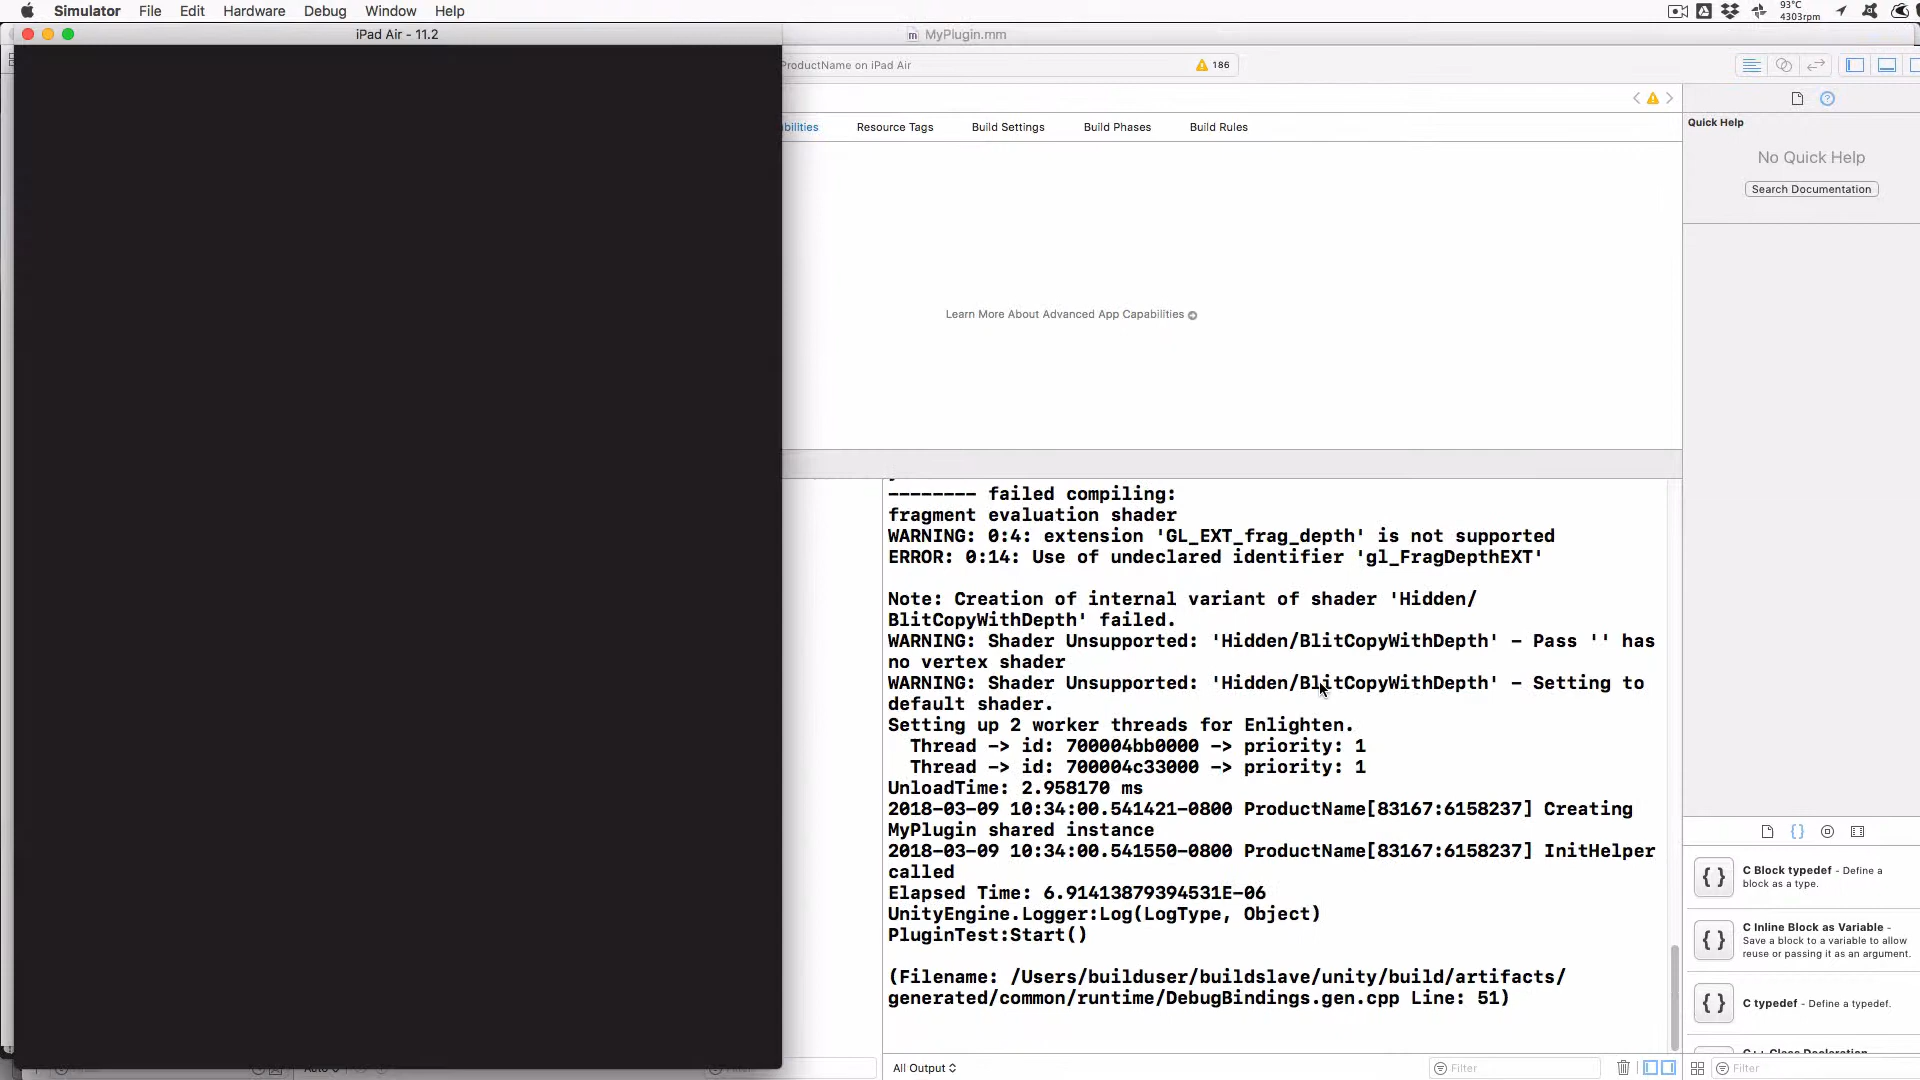 Simulator File Edit Hardware Debug Window Help
93°C
4303rpm
iPad Air - 11.2
MyPlugin.mm
ProductName on iPad Air
186
bilities Resource Tags Build Settings Build Phases Build Rules
Quick Help
No Quick Help
Search Documentation
Learn More About Advanced App Capabilities
-------- failed compiling:
fragment evaluation shader
WARNING: 0:4: extension 'GL_EXT_frag_depth' is not supported
ERROR: 0:14: Use of undeclared identifier 'gl_FragDepthEXT'
Note: Creation of internal variant of shader 'Hidden/
BlitCopyWithDepth' failed.
WARNING: Shader Unsupported: 'Hidden/BlitCopyWithDepth' - Pass '' has
no vertex shader
WARNING: Shader Unsupported: 'Hidden/BlitCopyWithDepth' - Setting to
default shader.
Setting up 2 worker threads for Enlighten.
Thread -> id: 700004bb0000 -> priority: 1
Thread -> id: 700004c33000 -> priority: 1
UnloadTime: 2.958170 ms
2018-03-09 10:34:00.541421-0800 ProductName[83167:6158237] Creating
MyPlugin shared instance
2018-03-09 10:34:00.541550-0800 ProductName[83167:6158237] InitHelper
called
Elapsed Time: 6.91413879394531E-06
UnityEngine.Logger:Log(LogType, Object)
PluginTest:Start()
(Filename: /Users/builduser/buildslave/unity/build/artifacts/
generated/common/runtime/DebugBindings.gen.cpp Line: 51)
All Output
Filter
{ } C Block typedef - Define a
block as a type.
{ } C Inline Block as Variable -
Save a block to a variable to allow
reuse or passing it as an argument.
{ } C typedef - Define a typedef.
C++ Class Declaration
Filter